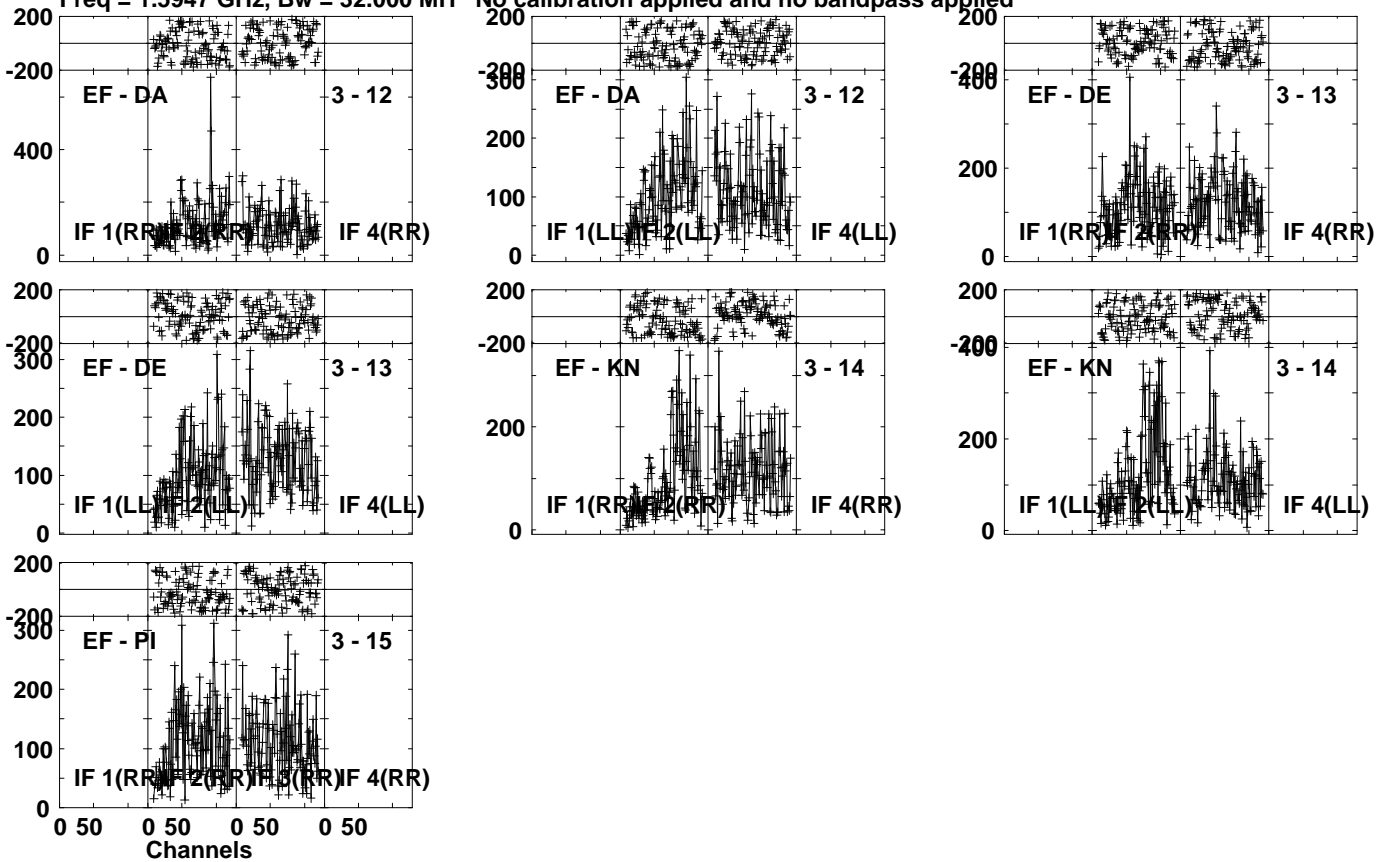 Freq = 1.5947 GHz, Bw = 32.000 MH No calibration applied and no bandpass applied
200
-200
EF - DA 3 - 12
400
IF 1(RR) IF 2(RR) IF 4(RR)
0
200
-200
300
EF - DA 3 - 12
200
100
IF 1(LL) IF 2(LL) IF 4(LL)
0
200
-200
400
EF - DE 3 - 13
200
IF 1(RR) IF 2(RR) IF 4(RR)
0
200
-200
300
EF - DE 3 - 13
200
100
IF 1(LL) IF 2(LL) IF 4(LL)
0
200
-200
EF - KN 3 - 14
200
IF 1(RR) IF 2(RR) IF 4(RR)
0
200
-200
400
EF - KN 3 - 14
200
IF 1(LL) IF 2(LL) IF 4(LL)
0
200
-200
300
EF - PI 3 - 15
200
100
IF 1(RR) IF 2(RR) IF 3(RR) IF 4(RR)
0
0 50 0 50 0 50 0 50
Channels